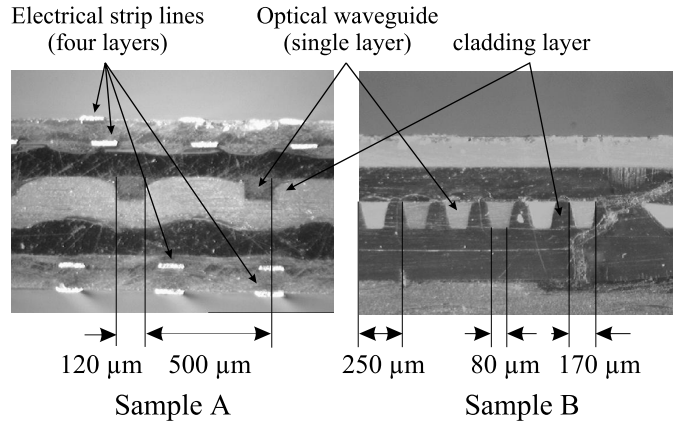 Electrical strip lines
(four layers)
Optical waveguide
(single layer)
cladding layer
120 µm
500 µm
250 µm
80 µm
170 µm
Sample A
Sample B